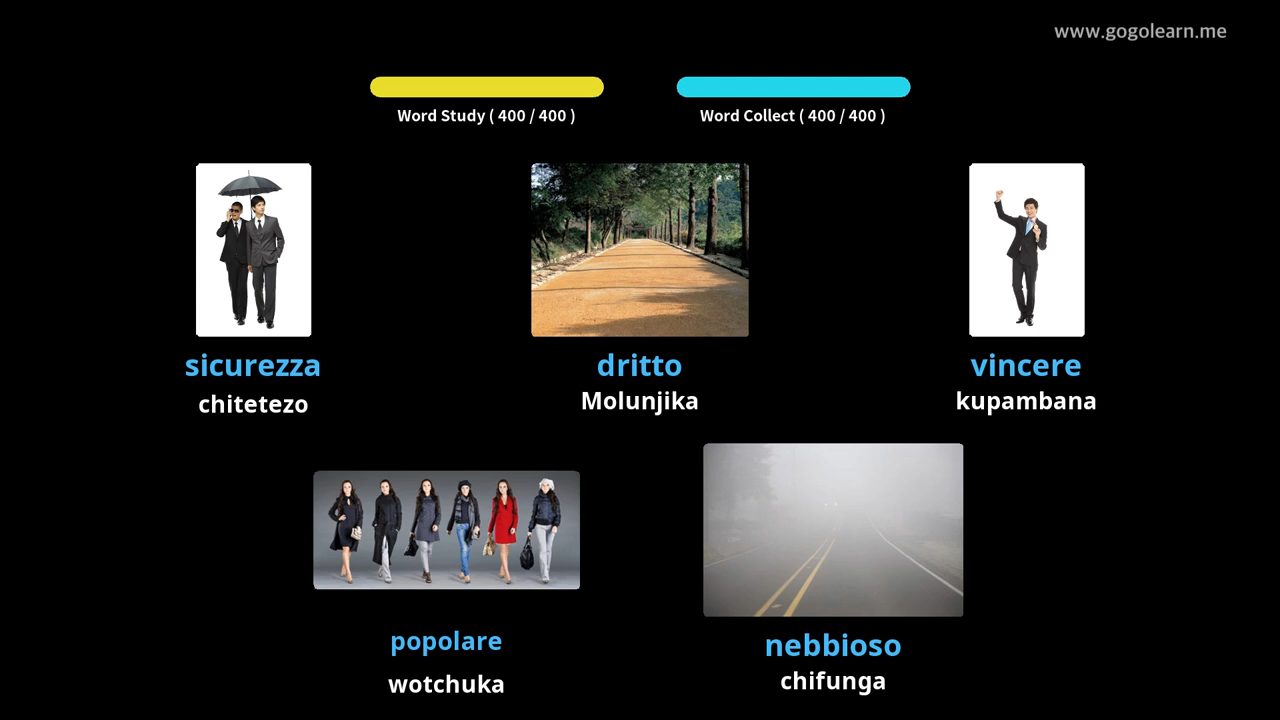 www.gogolearn.me
Word Study ( 400 / 400 )
Word Collect ( 400 / 400 )
sicurezza
chitetezo
dritto
Molunjika
vincere
kupambana
popolare
wotchuka
nebbioso
chifunga